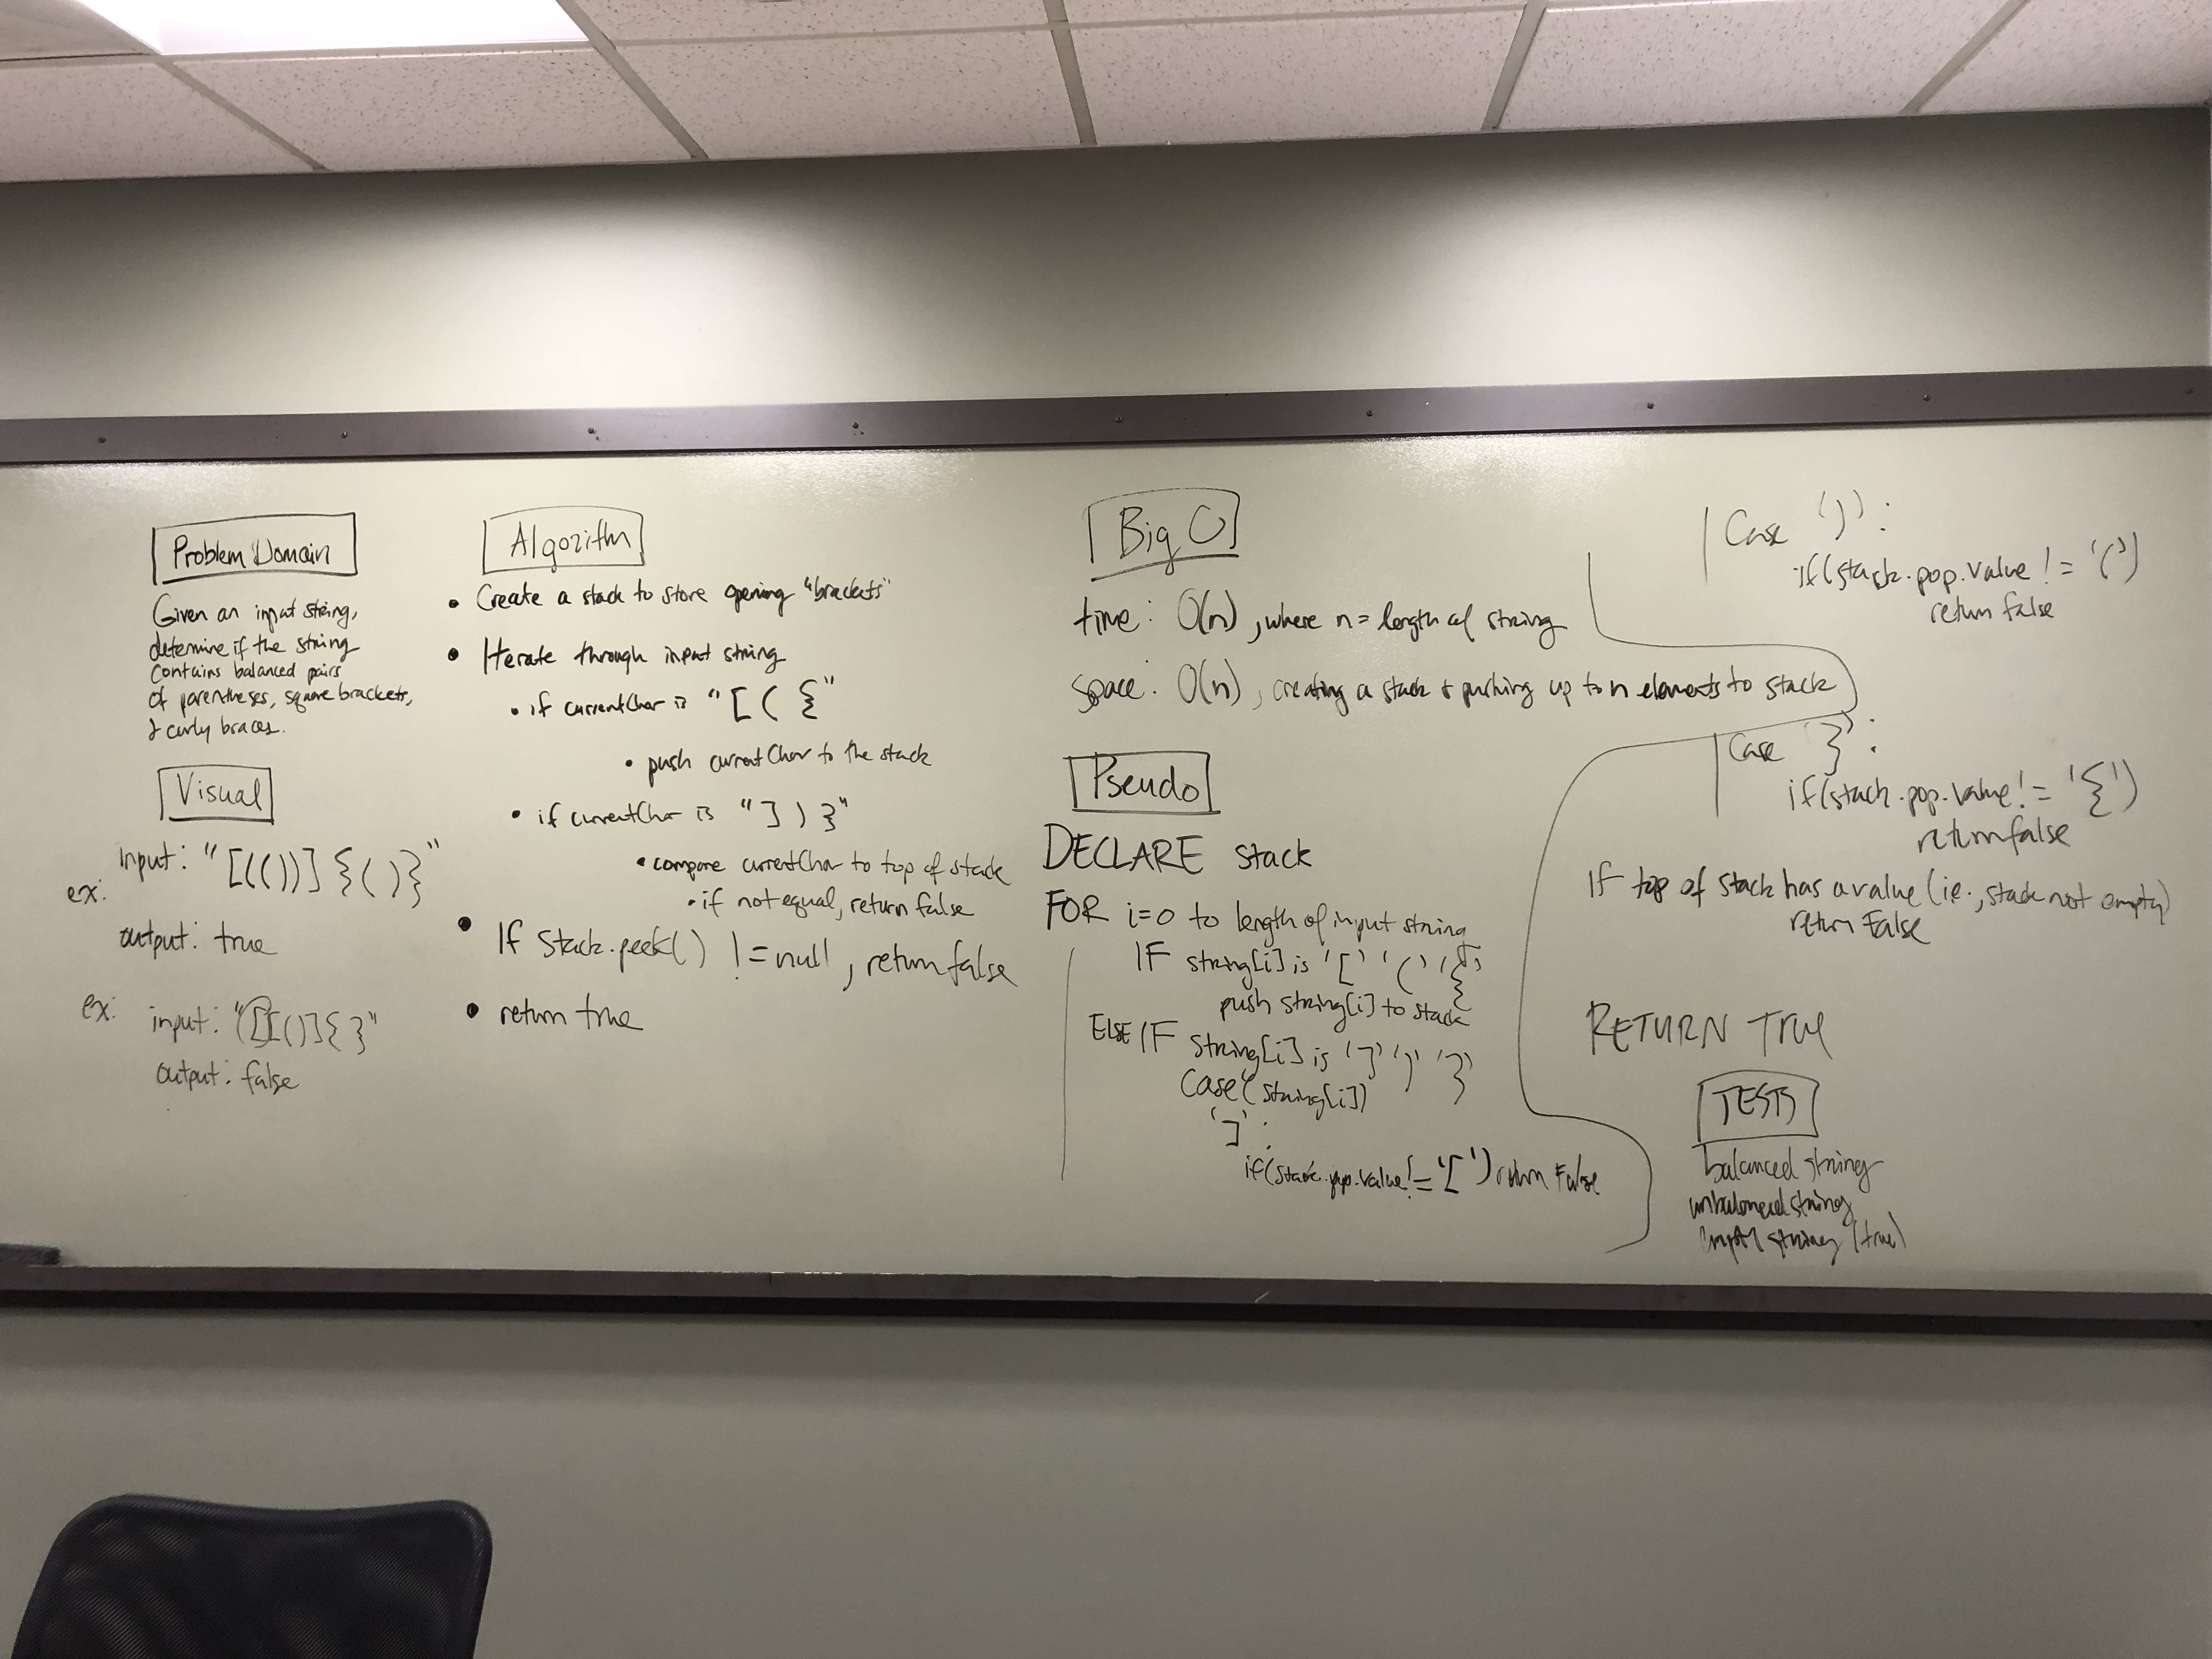 Problem Domain
Given an input string,
determine if the string
contains balanced pairs
of parentheses, square brackets,
& curly braces.
Visual
ex: input: "[(())]{()}"
output: true
ex: input: "([[()]{}"
output: false
Algorithm
• Create a stack to store opening "brackets"
• Iterate through input string
• if currentChar is "[ ( {"
• push currentChar to the stack
• if currentChar is "] ) }"
• compare currentChar to top of stack
• if not equal, return false
• If stack.peek() != null, return false
• return true
Big O
time: O(n), where n = length of string
space: O(n), creating a stack & pushing up to n elements to stack
Pseudo
DECLARE stack
FOR i=0 to length of input string
IF string[i] is '[' '(' '{'
push string[i] to stack
ELSE IF string[i] is ']' ')' '}'
Case(string[i])
']':
if(stack.pop.value != '[') return False
Case ')':
if(stack.pop.value != '(')
return false
Case '}':
if(stack.pop.value != '{')
return false
If top of stack has a value (ie., stack not empty)
return False
RETURN True
TESTS
balanced string
unbalanced string
empty string (true)